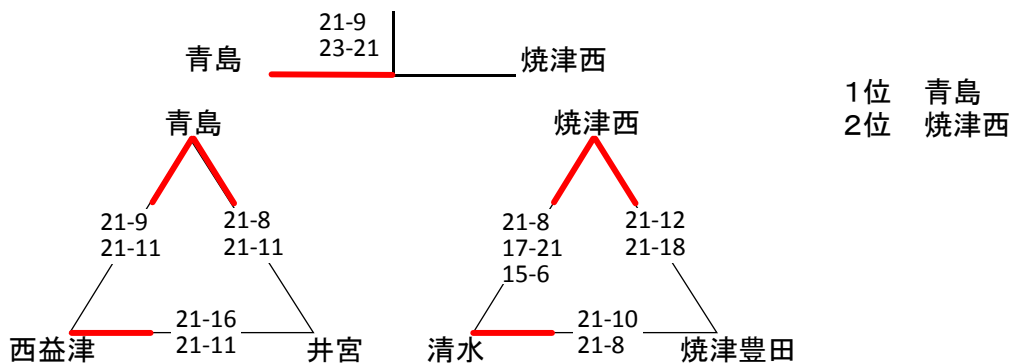 21-9
23-21
青島
焼津西
1位 青島
2位 焼津西
青島
焼津西
21-9
21-11
21-8
21-11
21-8
17-21
15-6
21-12
21-18
21-16
21-11
21-10
21-8
西益津
井宮
清水
焼津豊田